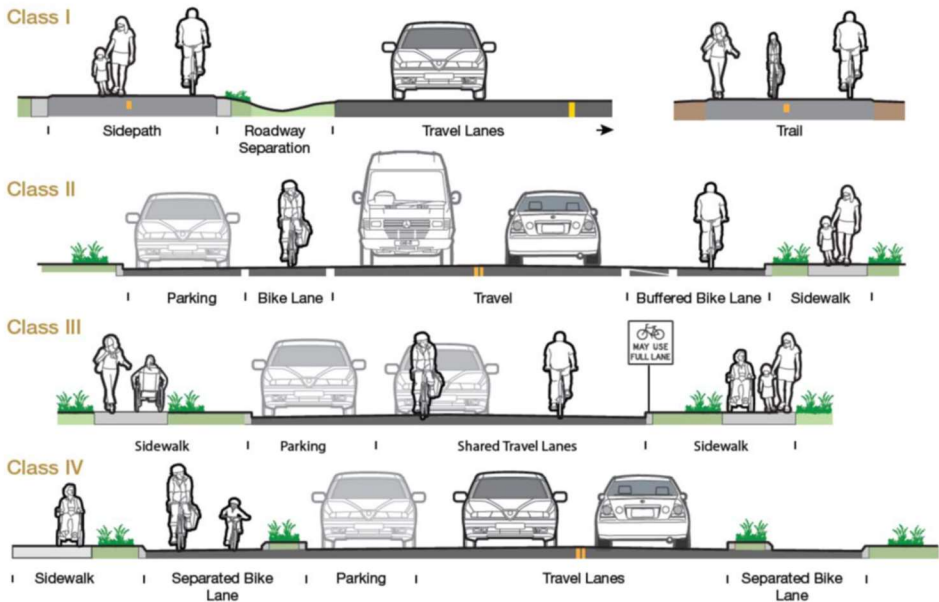 Class I
Sidepath
Roadway
Separation
Travel Lanes
Trail
Class II
Parking
Bike Lane
Travel
Buffered Bike Lane
Sidewalk
Class III
MAY USE
FULL LANE
Sidewalk
Parking
Shared Travel Lanes
Sidewalk
Class IV
Sidewalk
Separated Bike
Lane
Parking
Travel Lanes
Separated Bike
Lane